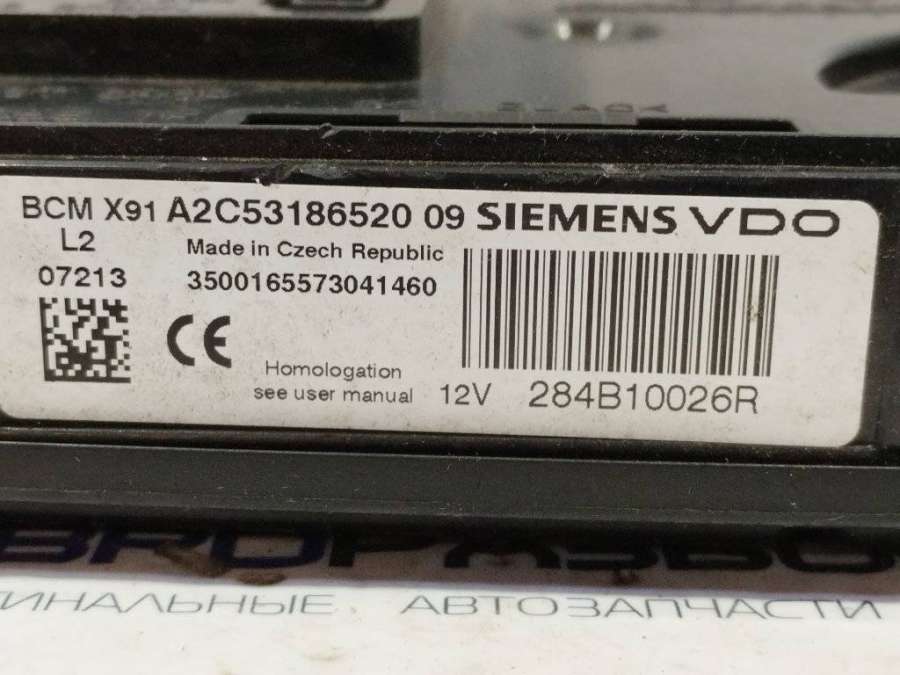 BCM X91 A2C53186520 09 SIEMENS VDO
L2 Made in Czech Republic
07213 3500165573041460
CE
Homologation
see user manual 12V 284B10026R
ВРОРАЗБО
ИНАЛЬНЫЕ АВТОЗАПЧАСТИ